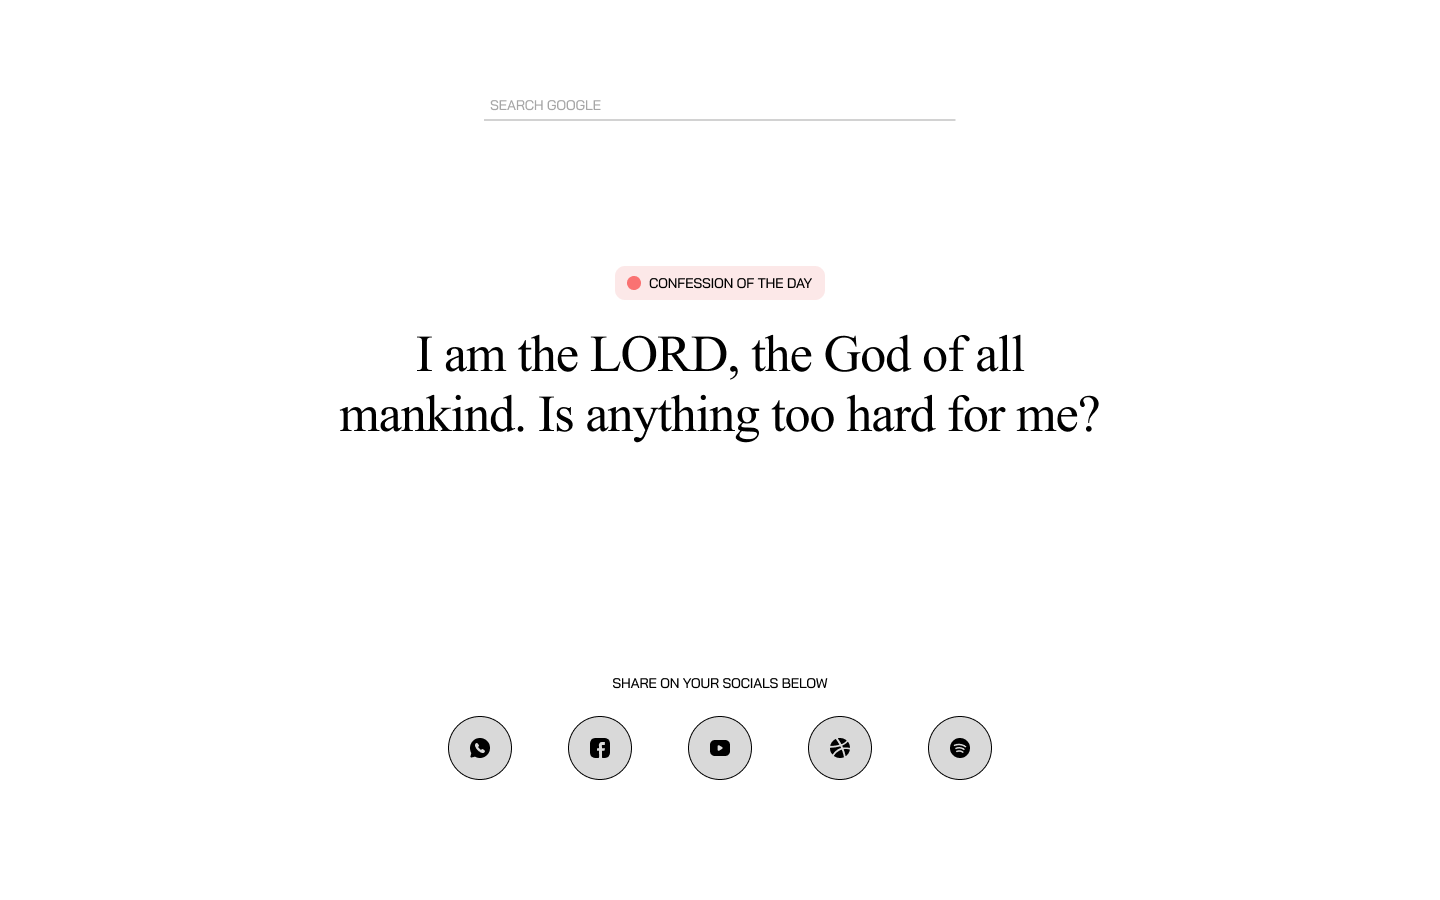 SEARCH GOOGLE
CONFESSION OF THE DAY
I am the LORD, the God of all
mankind. Is anything too hard for me?
SHARE ON YOUR SOCIALS BELOW